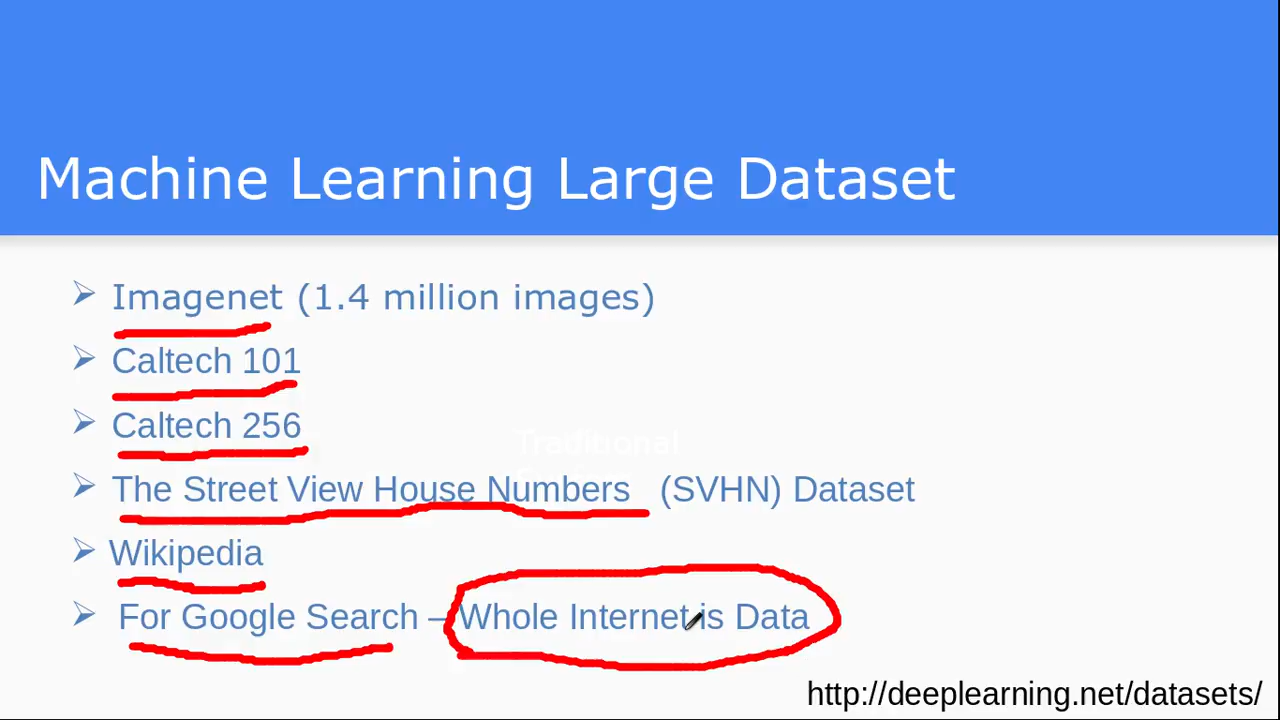 Machine Learning Large Dataset
➢ Imagenet (1.4 million images)
➢ Caltech 101
➢ Caltech 256
Traditional
➢ The Street View House Numbers (SVHN) Dataset
➢ Wikipedia
➢ For Google Search – Whole Internet is Data
http://deeplearning.net/datasets/